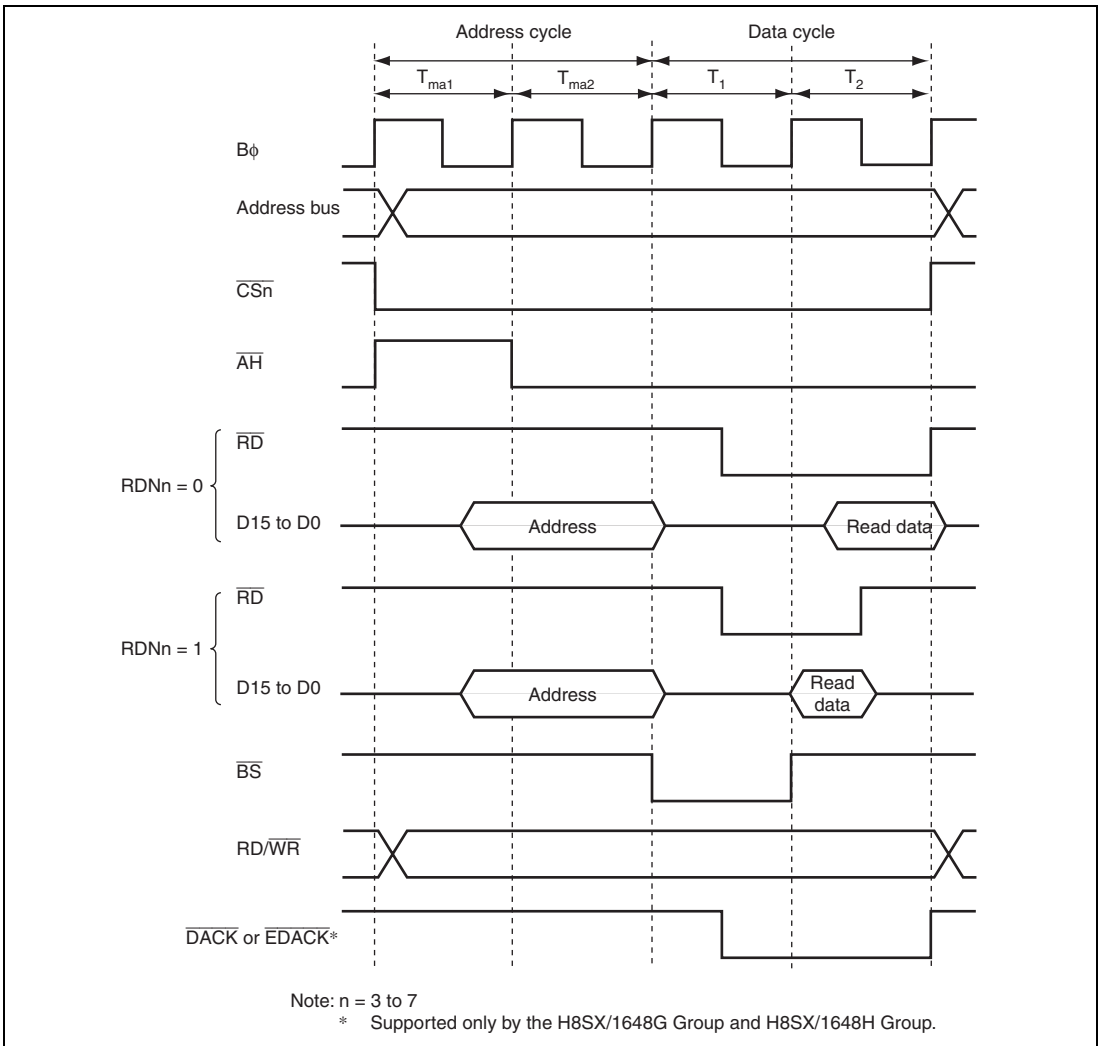 Address cycle Data cycle
Tma1 Tma2 T1 T2
Bφ
Address bus
CSn
AH
RD
RDNn = 0
D15 to D0 Address Read data
RD
RDNn = 1
D15 to D0 Address Read
data
BS
RD/WR
DACK or EDACK*
Note: n = 3 to 7
* Supported only by the H8SX/1648G Group and H8SX/1648H Group.